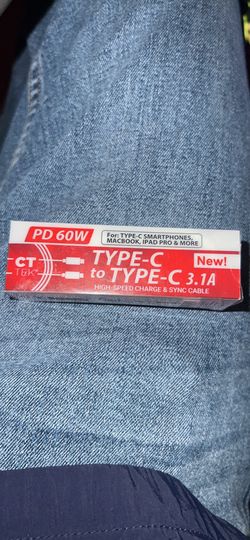 PD 60W
For: TYPE-C SMARTPHONES,
MACBOOK, IPAD PRO & MORE
CT
TEK
TYPE-C
New!
to TYPE-C 3.1A
HIGH-SPEED CHARGE & SYNC CABLE